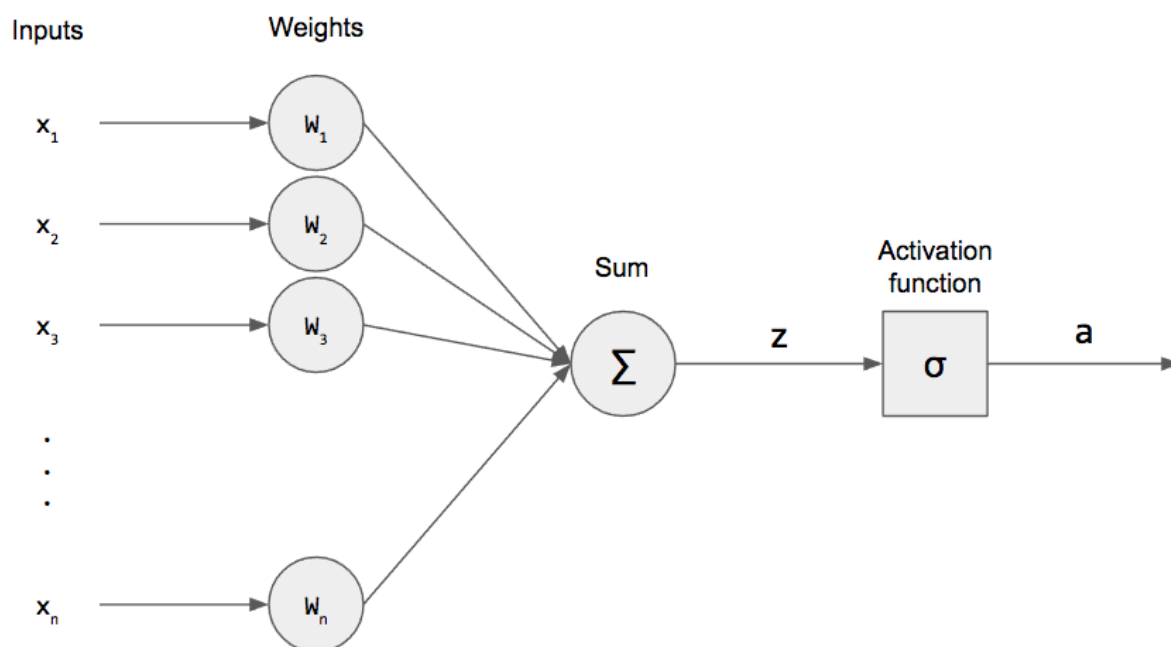 Inputs
Weights
x₁
W₁
x₂
W₂
x₃
W₃
.
.
.
xₙ
Wₙ
Sum
Σ
z
Activation
function
σ
a